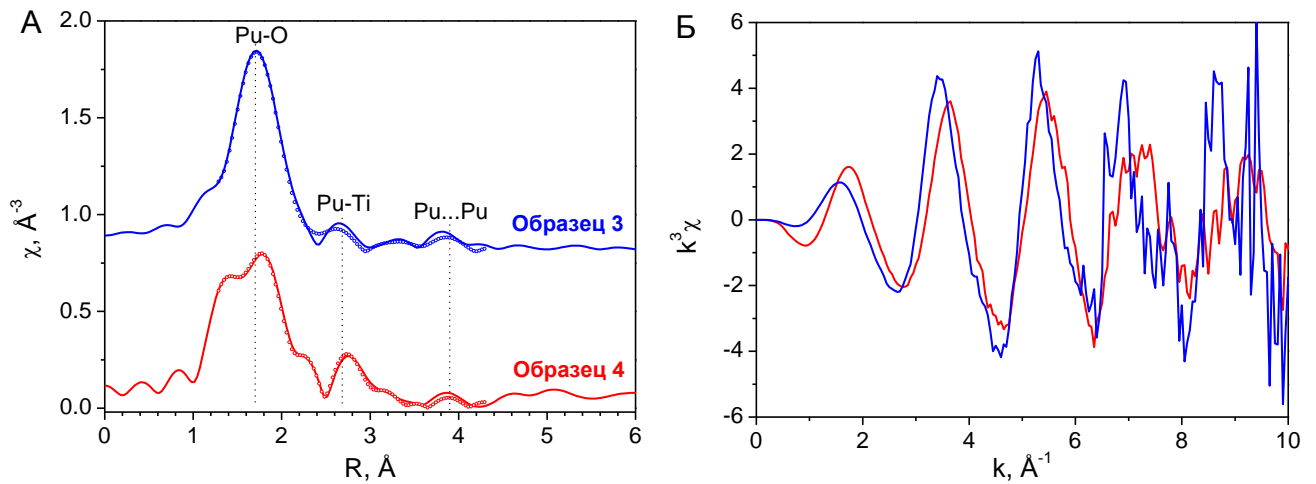 А
2.0
1.5
1.0
0.5
0.0
χ, Å⁻³
Pu-O
Pu-Ti
Pu...Pu
Образец 3
Образец 4
0 1 2 3 4 5 6
R, Å
Б
6
4
2
0
-2
-4
-6
k³χ
0 2 4 6 8 10
k, Å⁻¹